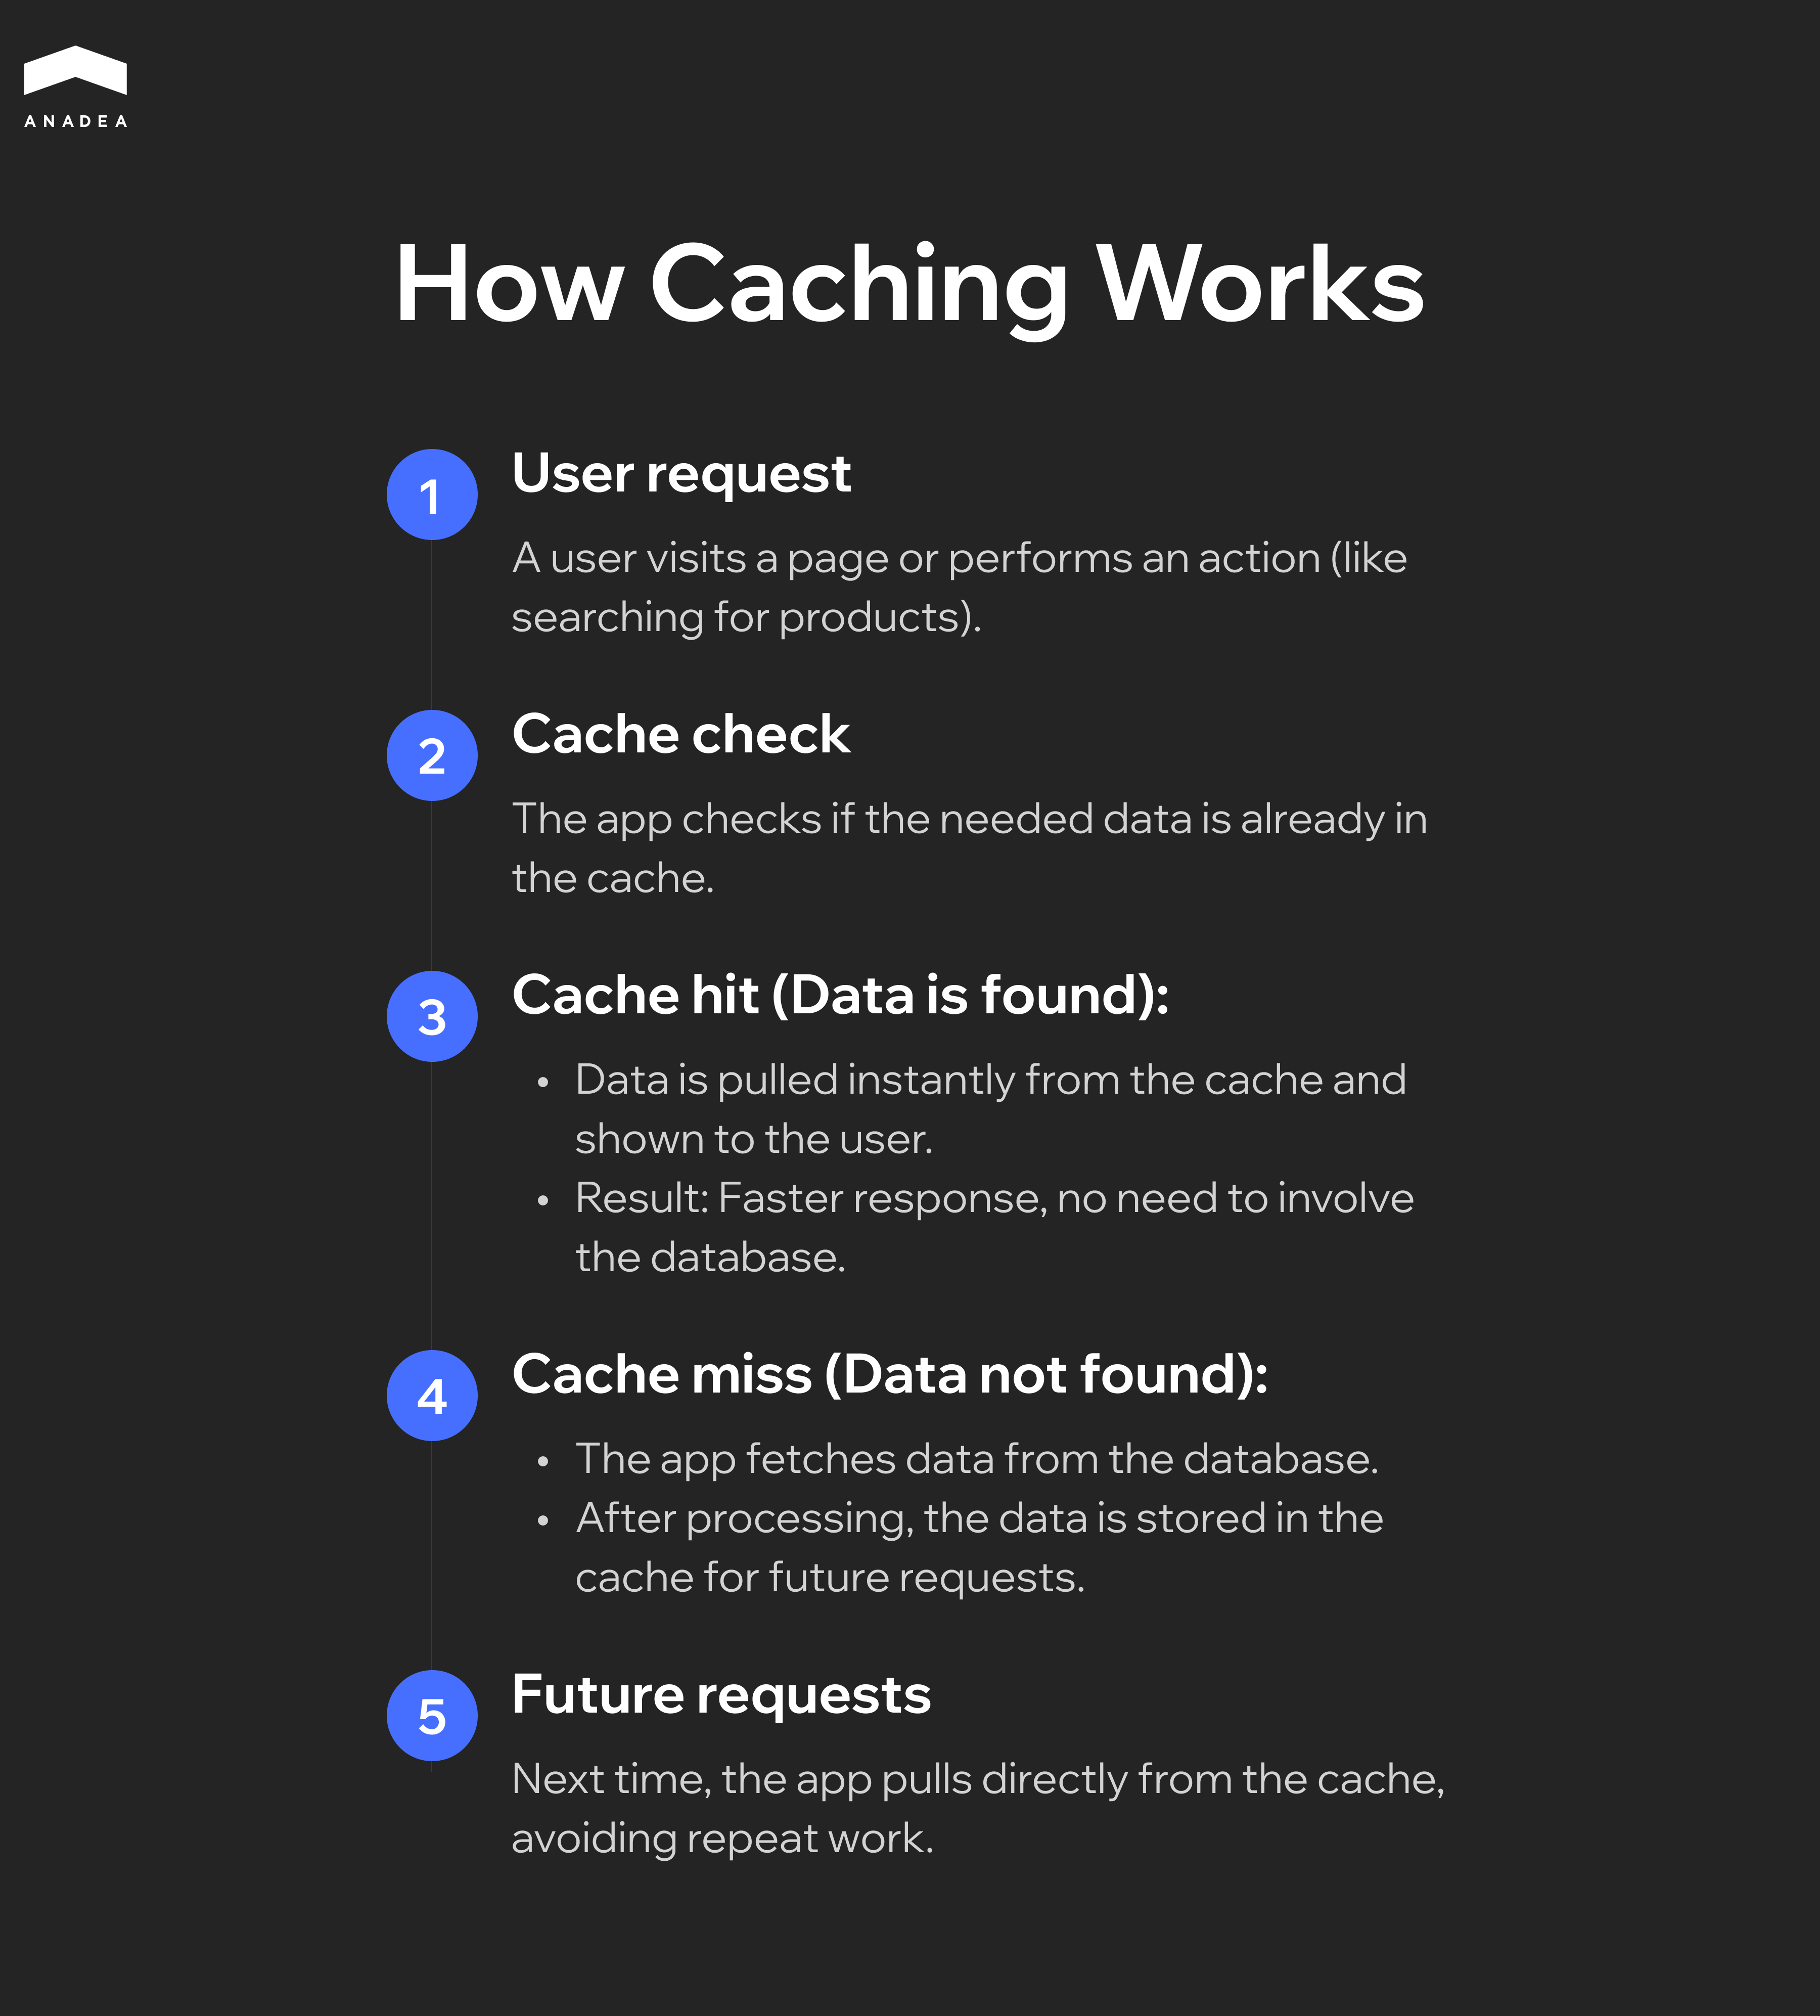 ANADEA
How Caching Works
1
User request
A user visits a page or performs an action (like
searching for products).
2
Cache check
The app checks if the needed data is already in
the cache.
3
Cache hit (Data is found):
• Data is pulled instantly from the cache and
shown to the user.
• Result: Faster response, no need to involve
the database.
4
Cache miss (Data not found):
• The app fetches data from the database.
• After processing, the data is stored in the
cache for future requests.
5
Future requests
Next time, the app pulls directly from the cache,
avoiding repeat work.